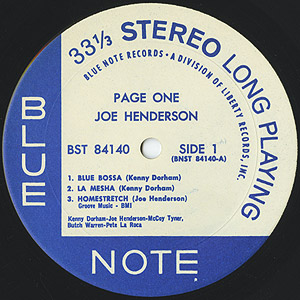 33 1/3 STEREO LONG PLAYING
BLUE NOTE RECORDS • A DIVISION OF LIBERTY RECORDS, INC.
PAGE ONE
JOE HENDERSON
BST 84140 SIDE 1
(BNST 84140-A)
1. BLUE BOSSA (Kenny Dorham)
2. LA MESHA (Kenny Dorham)
3. HOMESTRETCH (Joe Henderson)
Groove Music - BMI
Kenny Dorham-Joe Henderson-McCoy Tyner,
Butch Warren-Pete La Roca
BLUE
NOTE